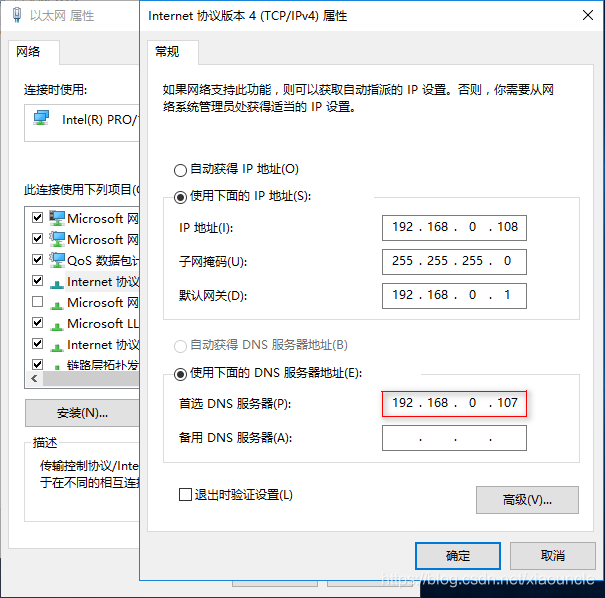 以太网 属性
网络
连接时使用:
Intel(R) PRO/
此连接使用下列项目(
Microsoft 网
Microsoft 网
QoS 数据包计
Internet 协议
Microsoft 网
Microsoft LL
Internet 协议
链路层拓扑发
安装(N)...
描述
传输控制协议/Inte
于在不同的相互连接
Internet 协议版本 4 (TCP/IPv4) 属性
常规
如果网络支持此功能，则可以获取自动指派的 IP 设置。否则，你需要从网
络系统管理员处获得适当的 IP 设置。
自动获得 IP 地址(O)
使用下面的 IP 地址(S):
IP 地址(I):
192 . 168 . 0 . 108
子网掩码(U):
255 . 255 . 255 . 0
默认网关(D):
192 . 168 . 0 . 1
自动获得 DNS 服务器地址(B)
使用下面的 DNS 服务器地址(E):
首选 DNS 服务器(P):
192 . 168 . 0 . 107
备用 DNS 服务器(A):
. . .
退出时验证设置(L)
高级(V)...
确定
取消
https://blog.csdn.net/xiaouncle